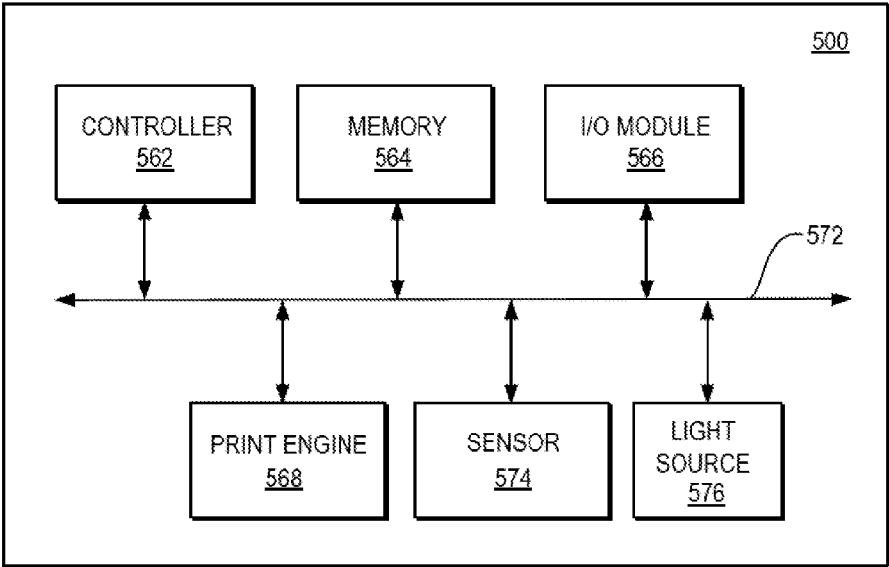 500
CONTROLLER
562
MEMORY
564
I/O MODULE
566
572
PRINT ENGINE
568
SENSOR
574
LIGHT
SOURCE
576